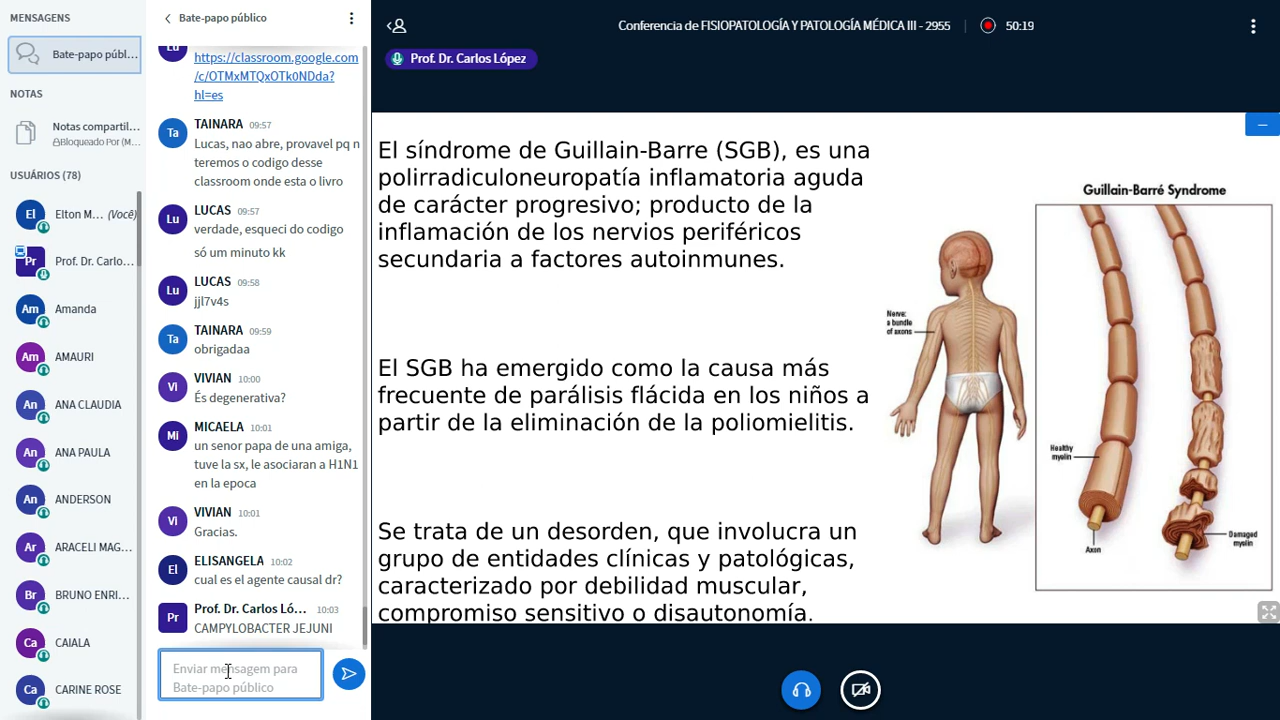 MENSAGENS
Bate-papo públ...
NOTAS
Notas compartil...
Bloqueado Por (M...
USUÁRIOS (78)
El
Elton M... (Você)
Pr
Prof. Dr. Carlo...
Am
Amanda
Am
AMAURI
An
ANA CLAUDIA
An
ANA PAULA
An
ANDERSON
Ar
ARACELI MAG...
Br
BRUNO ENRI...
Ca
CAIALA
Ca
CARINE ROSE
Bate-papo público
Lu
https://classroom.google.com
/c/OTMxMTQxOTk0NDda?
hl=es
Ta
TAINARA 09:57
Lucas, nao abre, provavel pq n
teremos o codigo desse
classroom onde esta o livro
Lu
LUCAS 09:57
verdade, esqueci do codigo
só um minuto kk
Lu
LUCAS 09:58
jjl7v4s
Ta
TAINARA 09:59
obrigadaa
Vi
VIVIAN 10:00
És degenerativa?
Mi
MICAELA 10:01
un senor papa de una amiga,
tuve la sx, le asociaran a H1N1
en la epoca
Vi
VIVIAN 10:01
Gracias.
El
ELISANGELA 10:02
cual es el agente causal dr?
Pr
Prof. Dr. Carlos Ló... 10:03
CAMPYLOBACTER JEJUNI
Enviar mensagem para
Bate-papo público
Conferencia de FISIOPATOLOGÍA Y PATOLOGÍA MÉDICA III - 2955
50:19
Prof. Dr. Carlos López
El síndrome de Guillain-Barre (SGB), es una
polirradiculoneuropatía inflamatoria aguda
de carácter progresivo; producto de la
inflamación de los nervios periféricos
secundaria a factores autoinmunes.
El SGB ha emergido como la causa más
frecuente de parálisis flácida en los niños a
partir de la eliminación de la poliomielitis.
Se trata de un desorden, que involucra un
grupo de entidades clínicas y patológicas,
caracterizado por debilidad muscular,
compromiso sensitivo o disautonomía.
Guillain-Barré Syndrome
Nerve:
a bundle
of axons
Healthy
myelin
Axon
Damaged
myelin